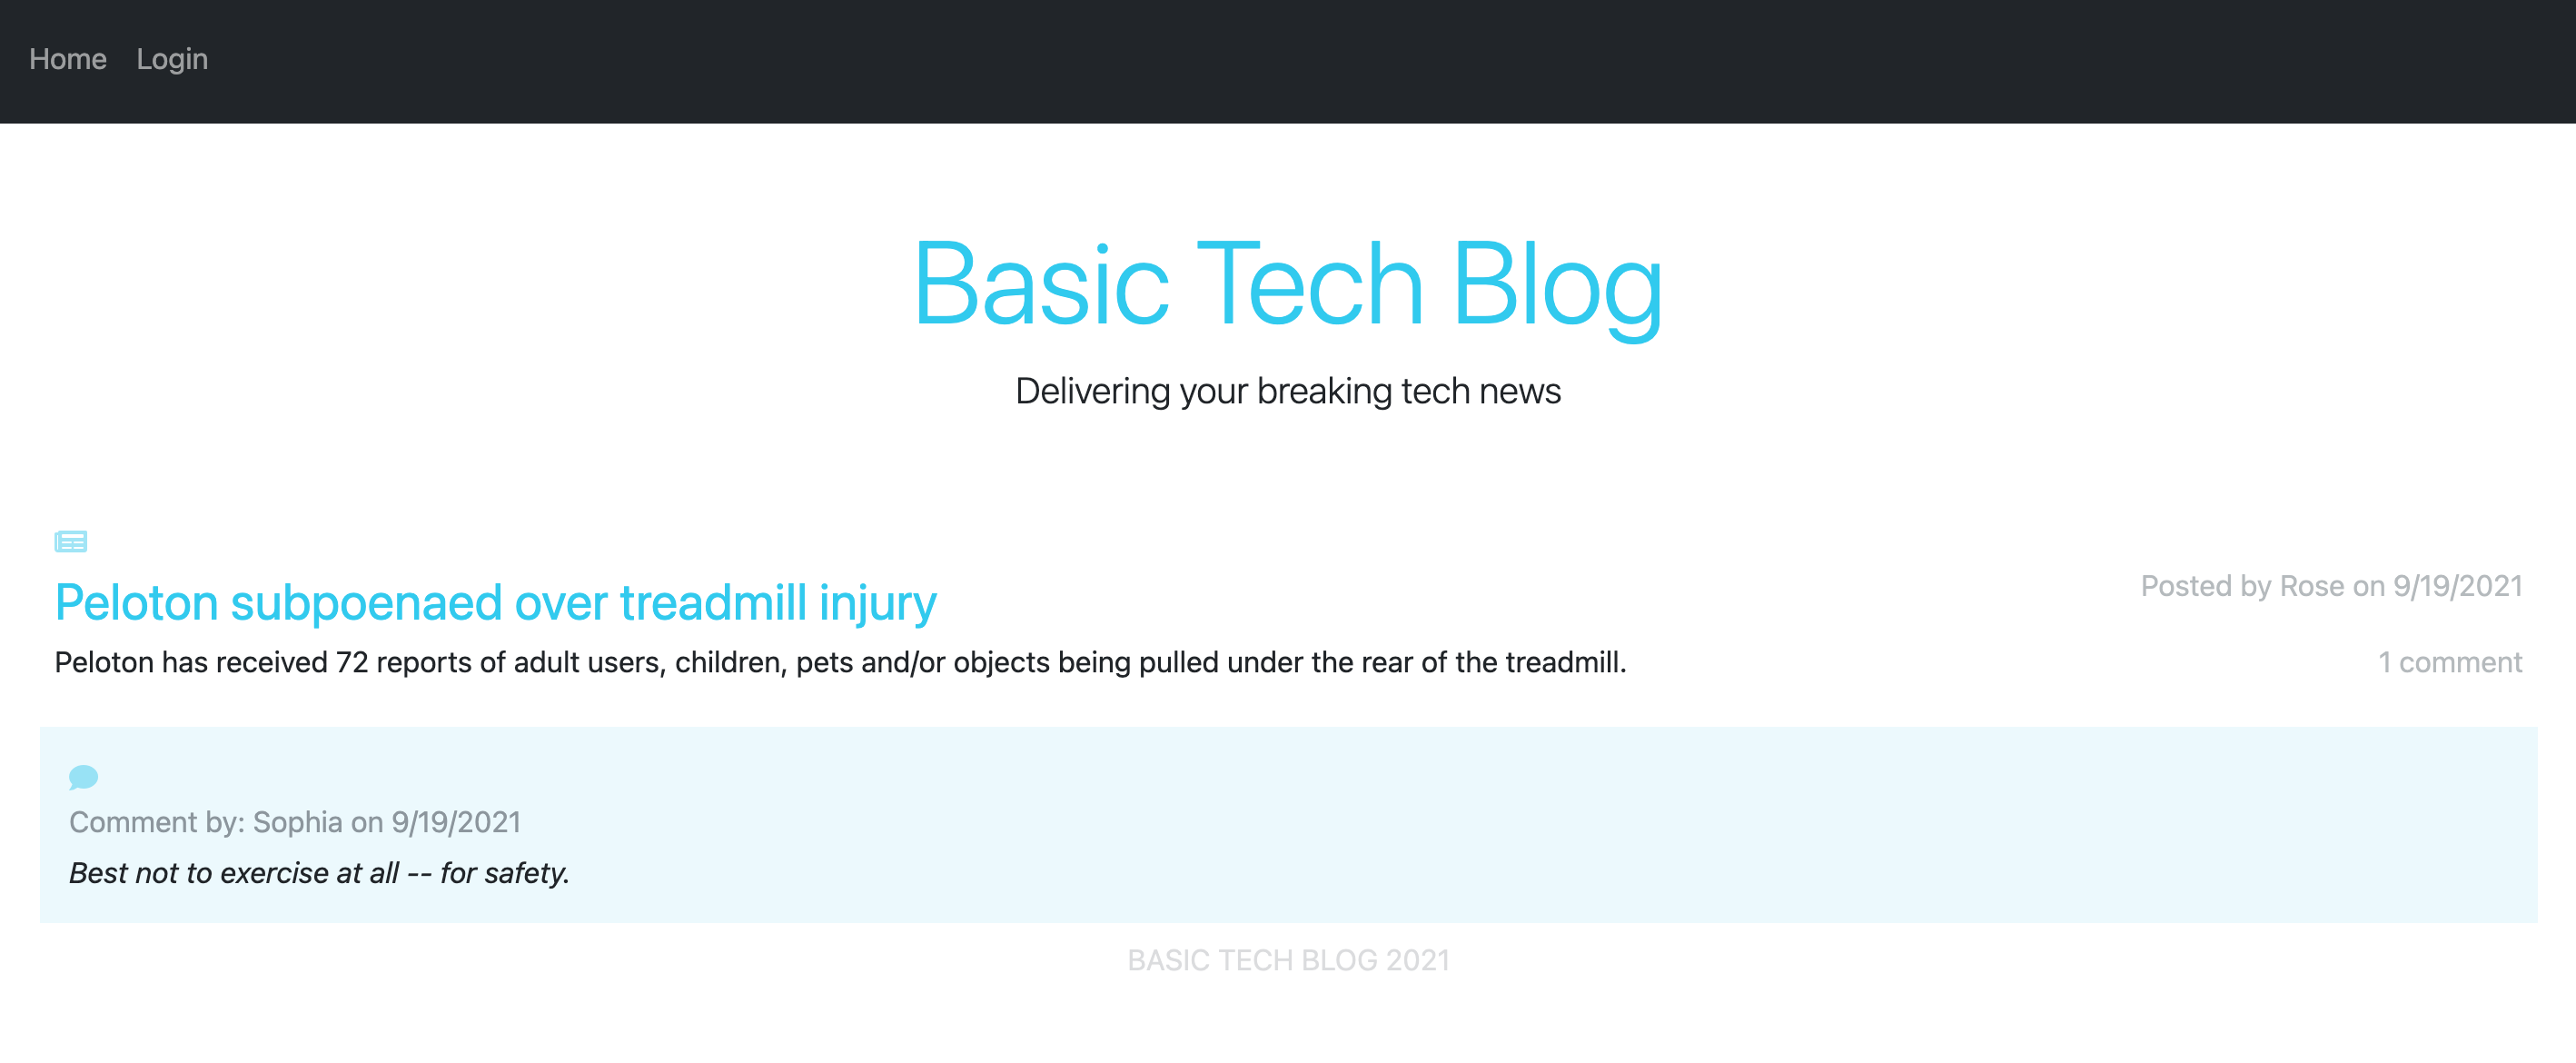 Home Login
Basic Tech Blog
Delivering your breaking tech news
Peloton subpoenaed over treadmill injury
Posted by Rose on 9/19/2021
Peloton has received 72 reports of adult users, children, pets and/or objects being pulled under the rear of the treadmill.
1 comment
Comment by: Sophia on 9/19/2021
Best not to exercise at all -- for safety.
BASIC TECH BLOG 2021